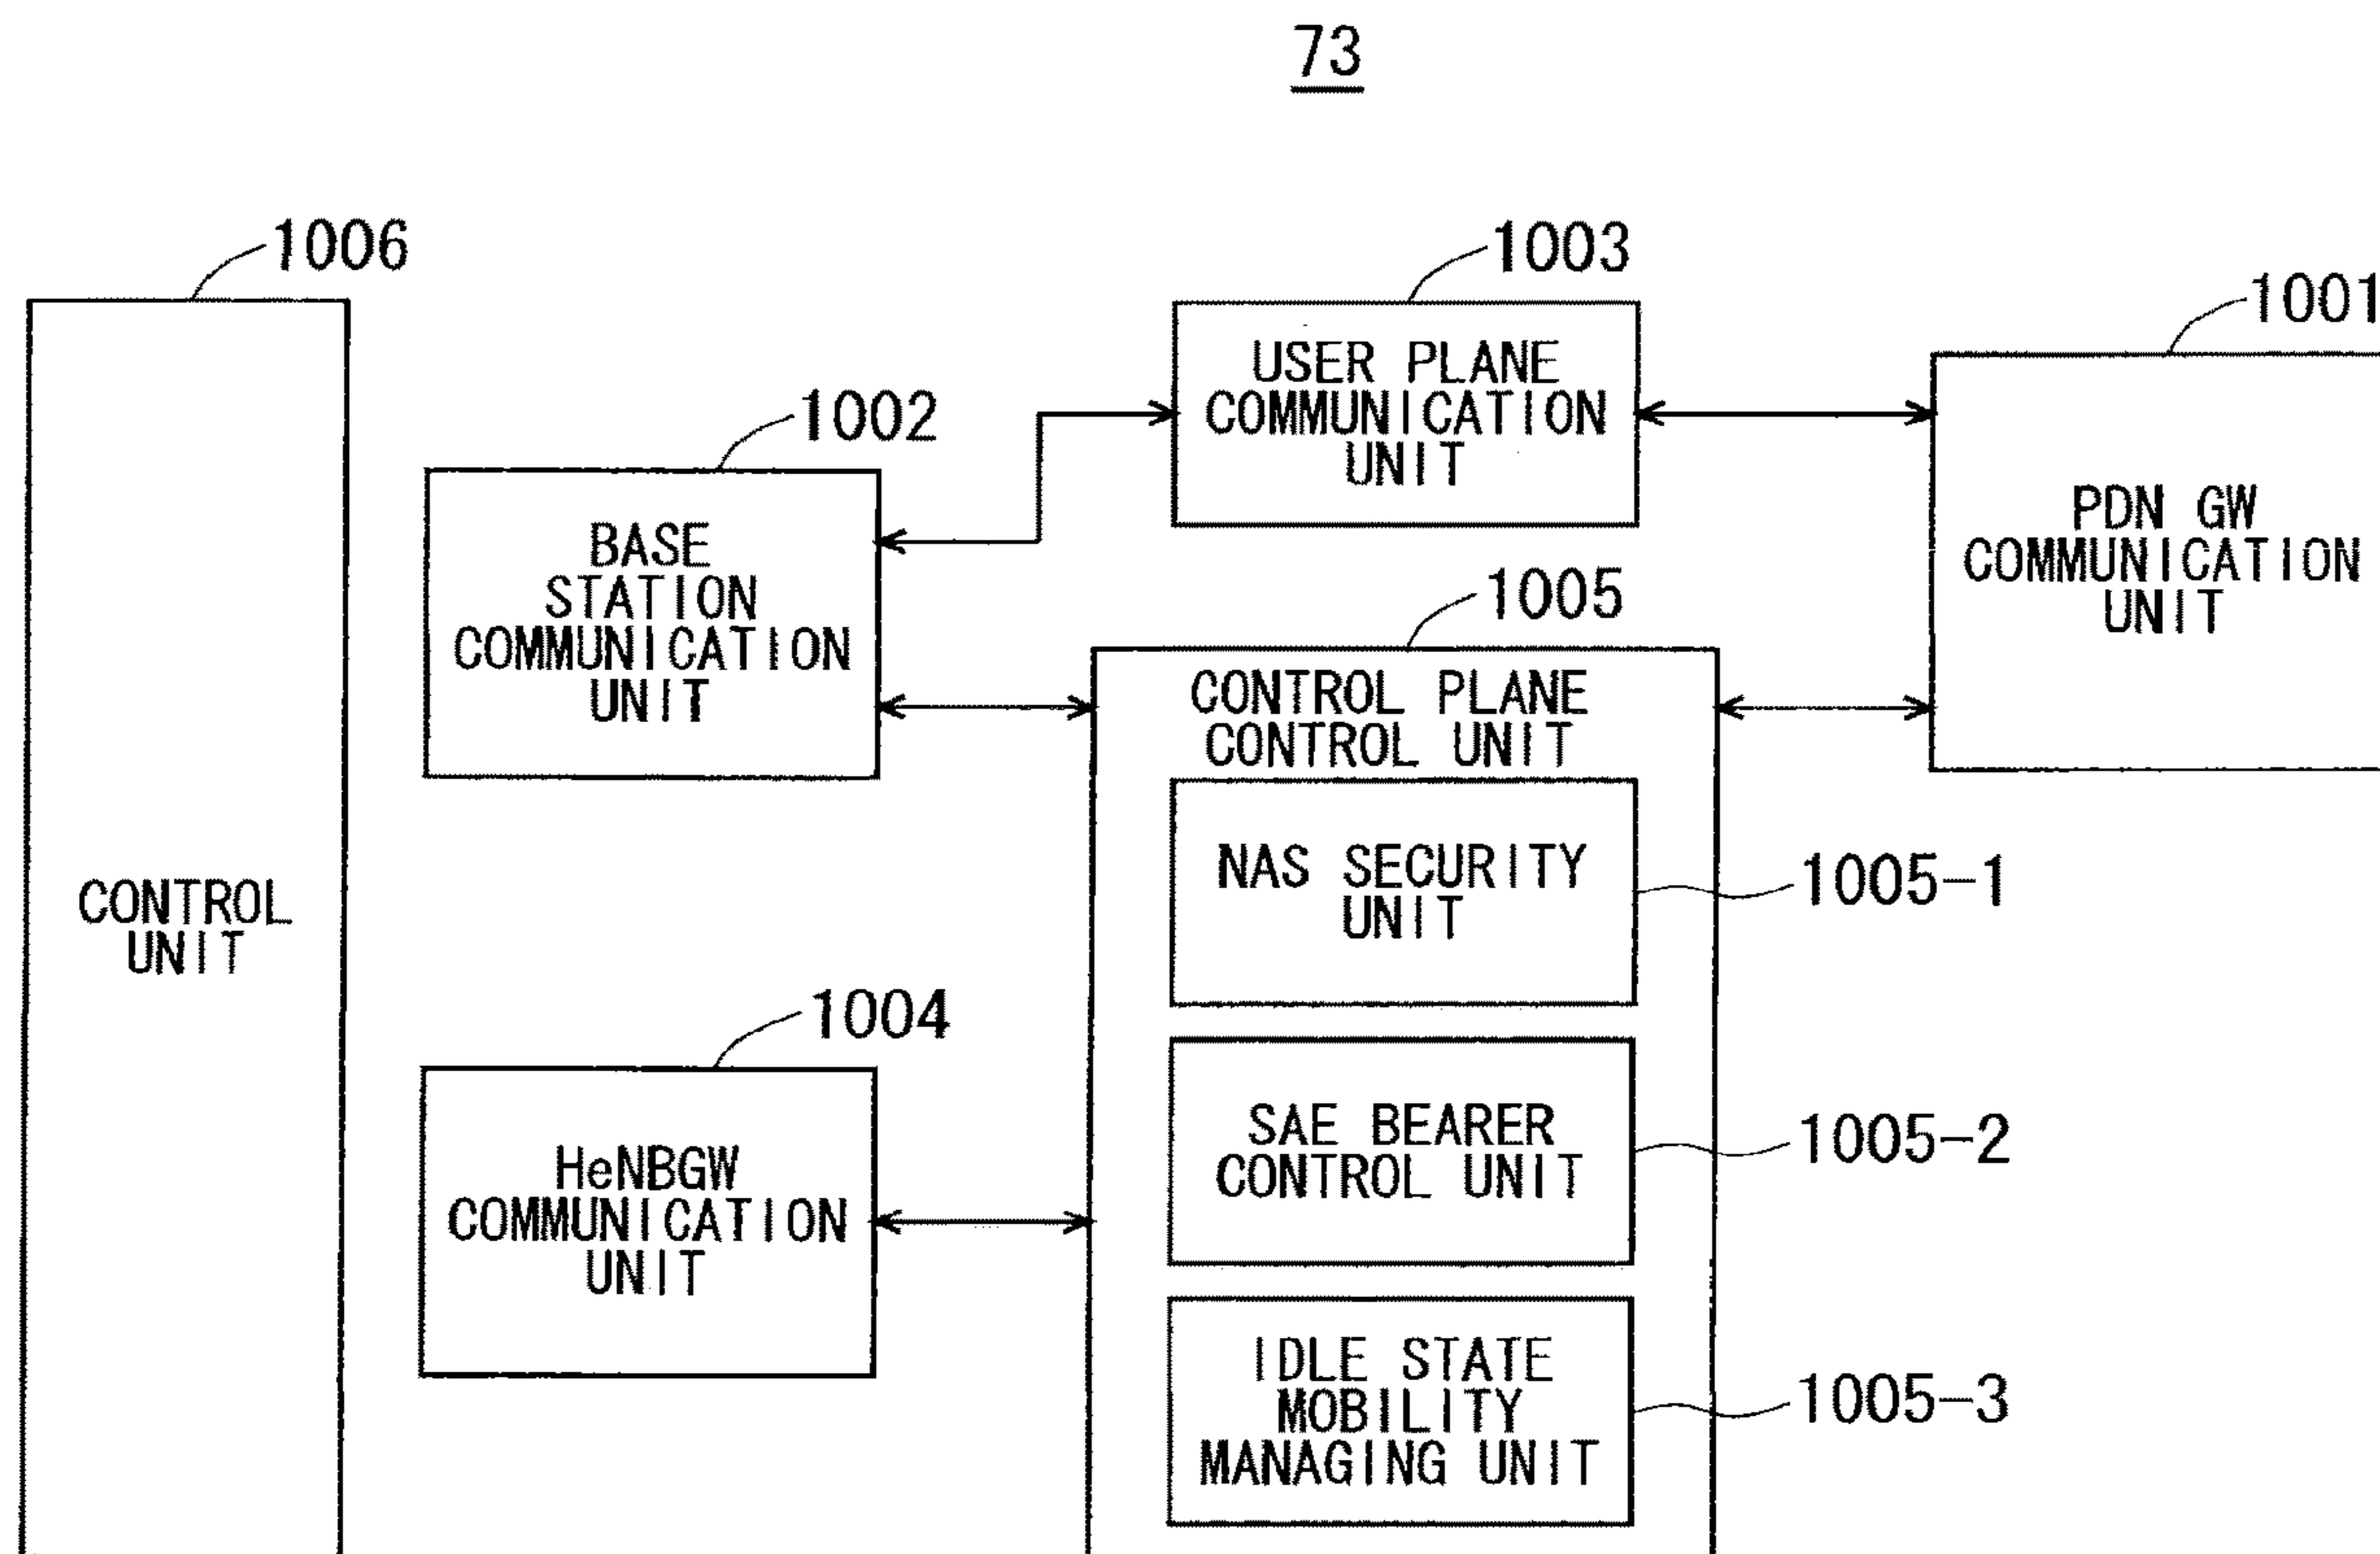 73
1006
1003
1001
USER PLANE
COMMUNICATION
UNIT
1002
BASE
STATION
COMMUNICATION
UNIT
PDN GW
COMMUNICATION
UNIT
1005
CONTROL PLANE
CONTROL UNIT
NAS SECURITY
UNIT
1005-1
CONTROL
UNIT
1004
HeNBGW
COMMUNICATION
UNIT
SAE BEARER
CONTROL UNIT
1005-2
IDLE STATE
MOBILITY
MANAGING UNIT
1005-3